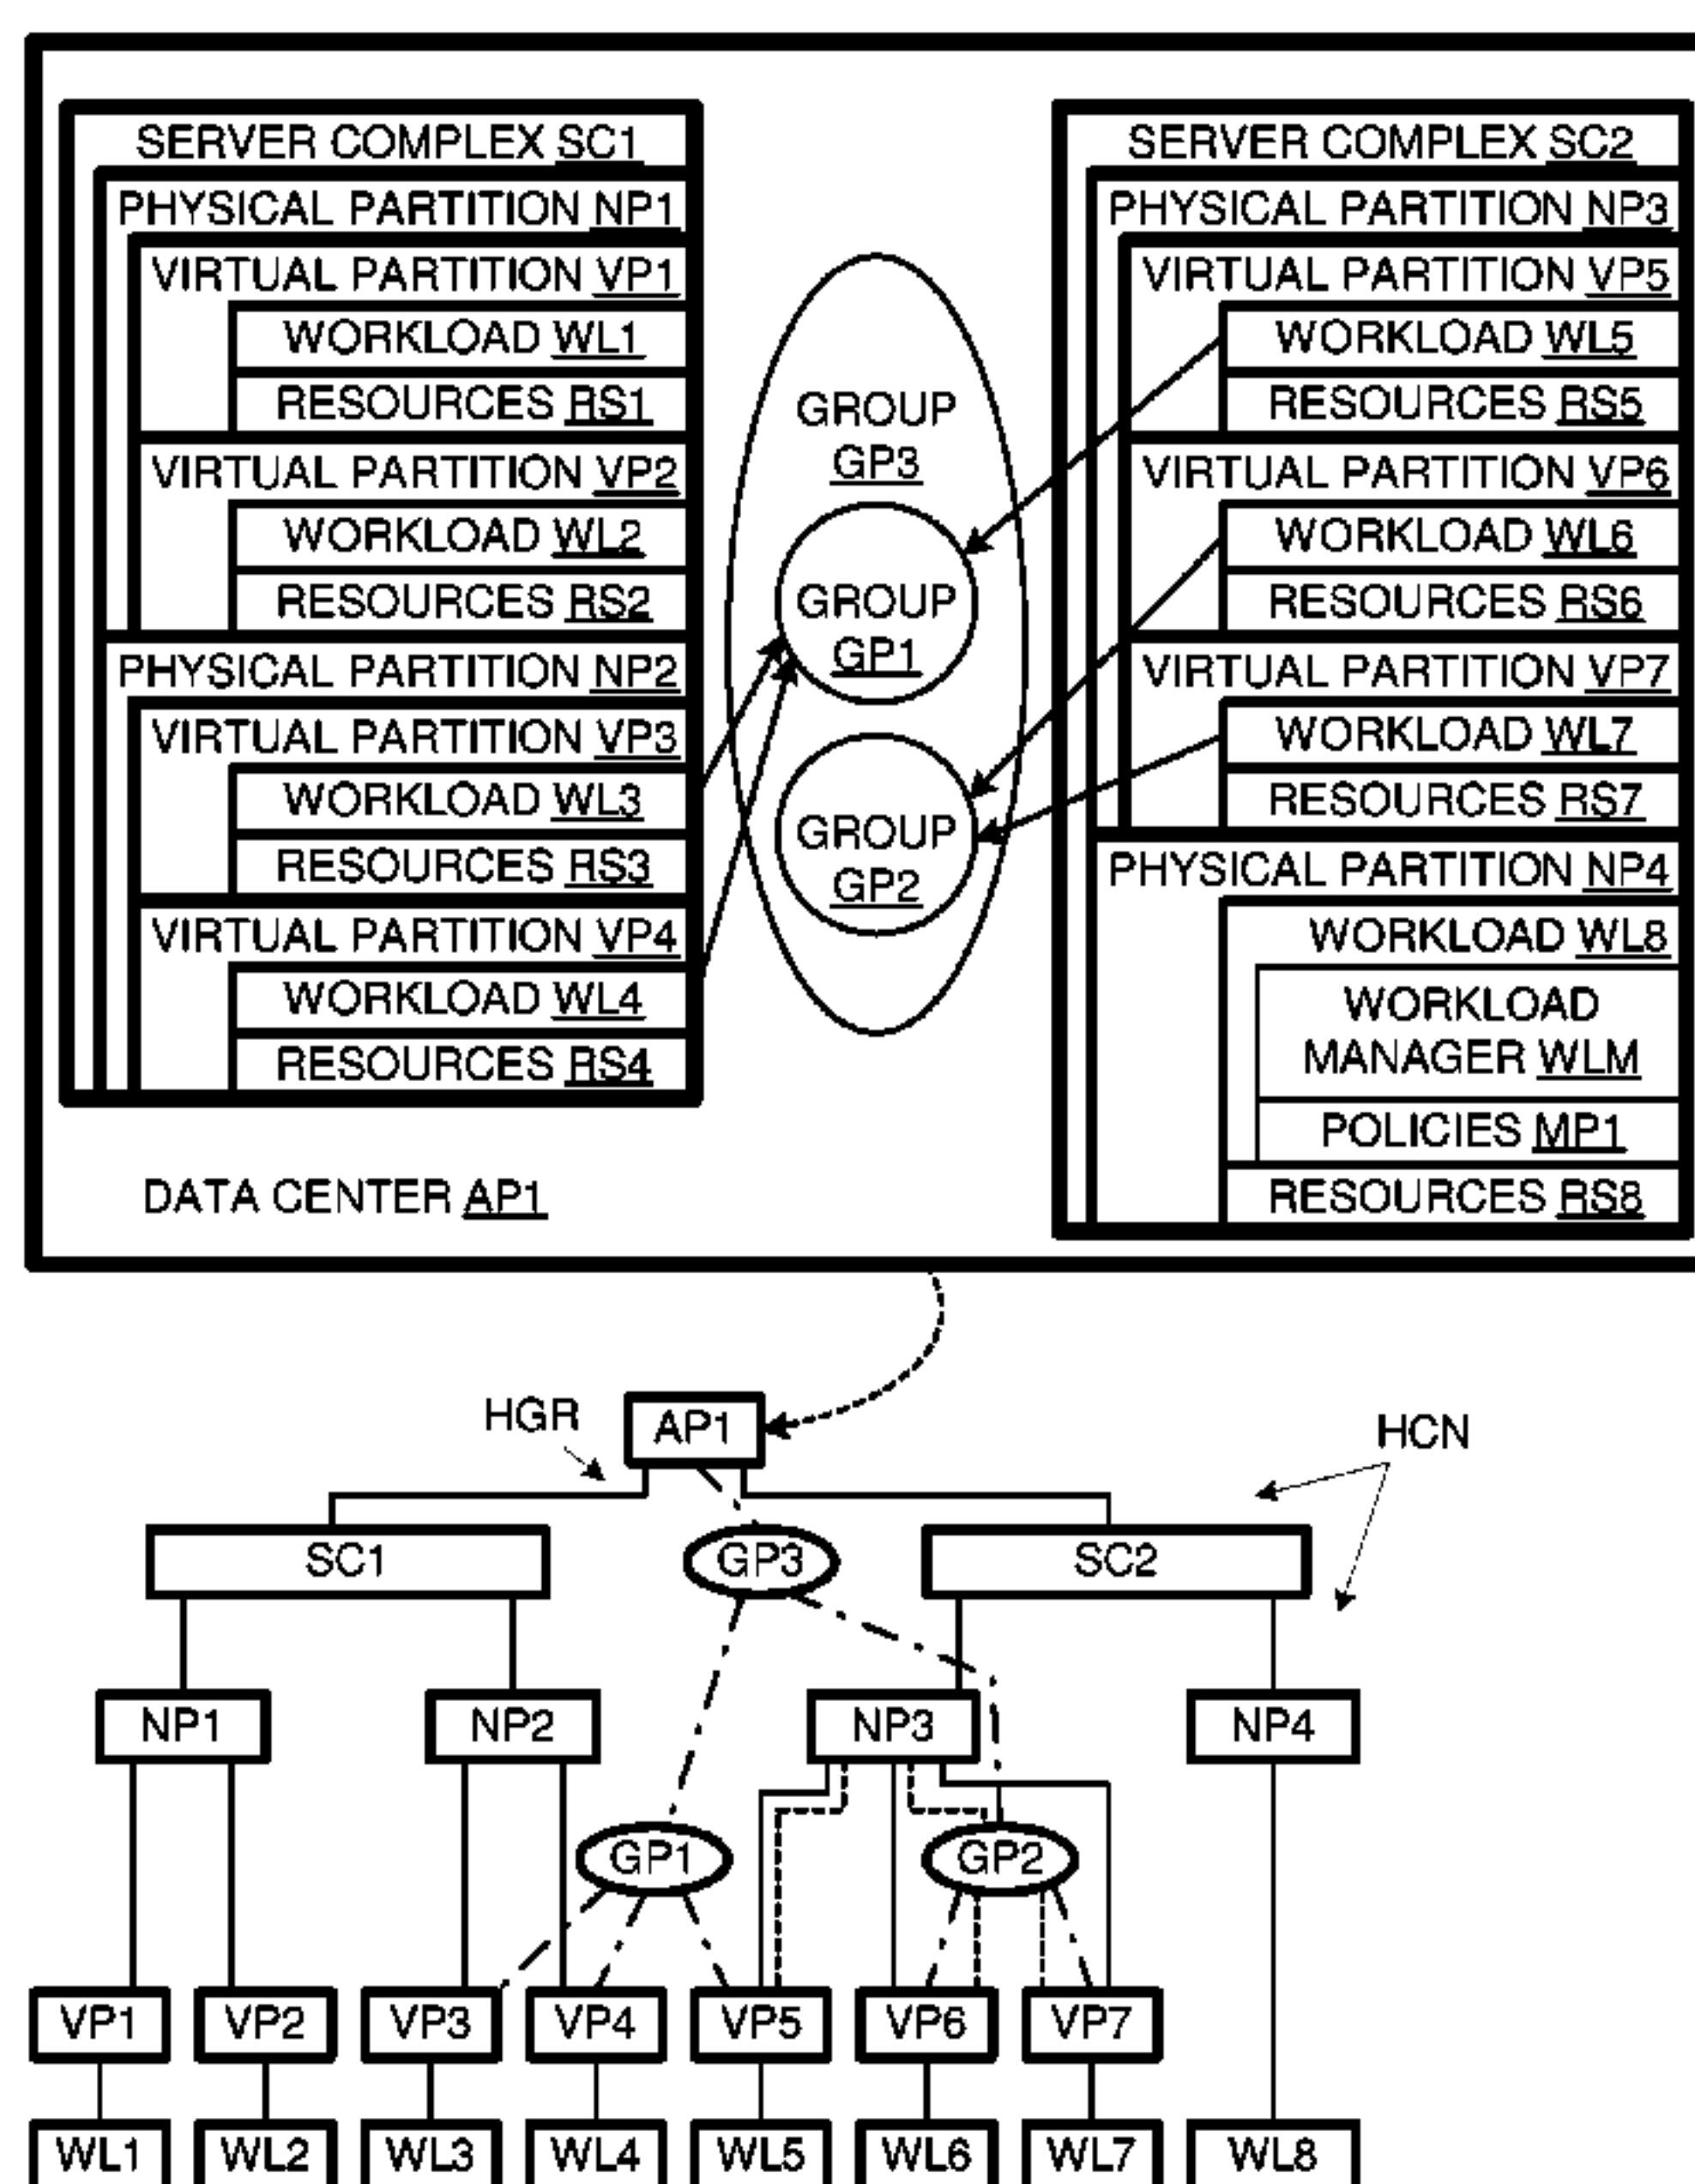 SERVER COMPLEX SC1
PHYSICAL PARTITION NP1
VIRTUAL PARTITION VP1
WORKLOAD WL1
RESOURCES RS1
VIRTUAL PARTITION VP2
WORKLOAD WL2
RESOURCES RS2
PHYSICAL PARTITION NP2
VIRTUAL PARTITION VP3
WORKLOAD WL3
RESOURCES RS3
VIRTUAL PARTITION VP4
WORKLOAD WL4
RESOURCES RS4
GROUP
GP3
GROUP
GP1
GROUP
GP2
SERVER COMPLEX SC2
PHYSICAL PARTITION NP3
VIRTUAL PARTITION VP5
WORKLOAD WL5
RESOURCES RS5
VIRTUAL PARTITION VP6
WORKLOAD WL6
RESOURCES RS6
VIRTUAL PARTITION VP7
WORKLOAD WL7
RESOURCES RS7
PHYSICAL PARTITION NP4
WORKLOAD WL8
WORKLOAD
MANAGER WLM
POLICIES MP1
RESOURCES RS8
DATA CENTER AP1
HGR
AP1
HCN
SC1
GP3
SC2
NP1
NP2
NP3
NP4
GP1
GP2
VP1
VP2
VP3
VP4
VP5
VP6
VP7
WL1
WL2
WL3
WL4
WL5
WL6
WL7
WL8